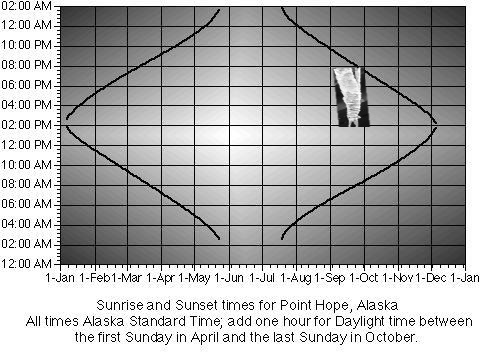 02:00 AM
12:00 AM
10:00 PM
08:00 PM
06:00 PM
04:00 PM
02:00 PM
12:00 PM
10:00 AM
08:00 AM
06:00 AM
04:00 AM
02:00 AM
12:00 AM
1-Jan 1-Feb 1-Mar 1-Apr 1-May 1-Jun 1-Jul 1-Aug 1-Sep 1-Oct 1-Nov 1-Dec 1-Jan
Sunrise and Sunset times for Point Hope, Alaska
All times Alaska Standard Time; add one hour for Daylight time between
the first Sunday in April and the last Sunday in October.